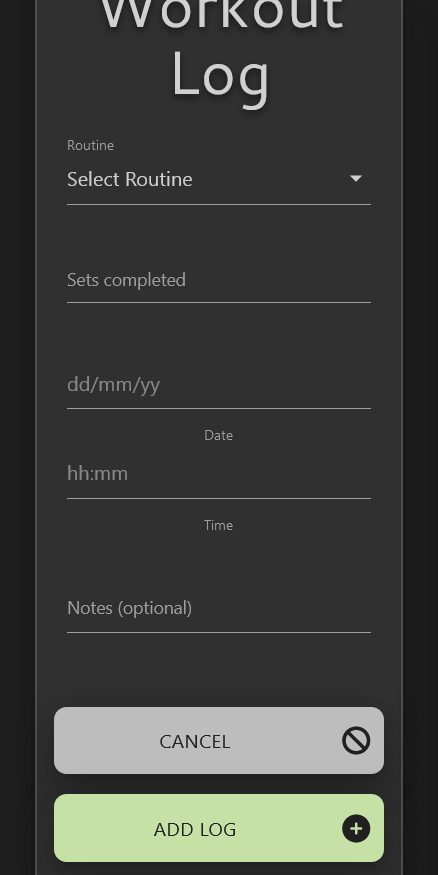 Workout
Log
Routine
Select Routine
Sets completed
dd/mm/yy
Date
hh:mm
Time
Notes (optional)
CANCEL
ADD LOG